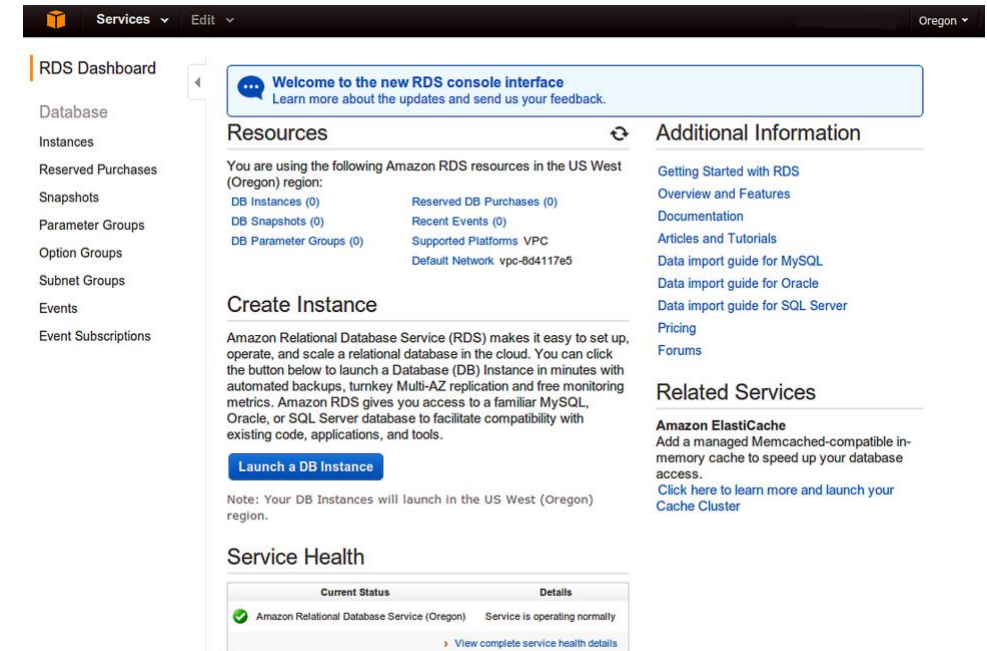 Services Edit Oregon
RDS Dashboard
Database
Instances
Reserved Purchases
Snapshots
Parameter Groups
Option Groups
Subnet Groups
Events
Event Subscriptions
Welcome to the new RDS console interface
Learn more about the updates and send us your feedback.
Resources
You are using the following Amazon RDS resources in the US West
(Oregon) region:
DB Instances (0) Reserved DB Purchases (0)
DB Snapshots (0) Recent Events (0)
DB Parameter Groups (0) Supported Platforms VPC
Default Network vpc-8d4117e5
Create Instance
Amazon Relational Database Service (RDS) makes it easy to set up,
operate, and scale a relational database in the cloud. You can click
the button below to launch a Database (DB) Instance in minutes with
automated backups, turnkey Multi-AZ replication and free monitoring
metrics. Amazon RDS gives you access to a familiar MySQL,
Oracle, or SQL Server database to facilitate compatibility with
existing code, applications, and tools.
Launch a DB Instance
Note: Your DB Instances will launch in the US West (Oregon)
region.
Service Health
Current Status Details
Amazon Relational Database Service (Oregon) Service is operating normally
View complete service health details
Additional Information
Getting Started with RDS
Overview and Features
Documentation
Articles and Tutorials
Data import guide for MySQL
Data import guide for Oracle
Data import guide for SQL Server
Pricing
Forums
Related Services
Amazon ElastiCache
Add a managed Memcached-compatible in-
memory cache to speed up your database
access.
Click here to learn more and launch your
Cache Cluster